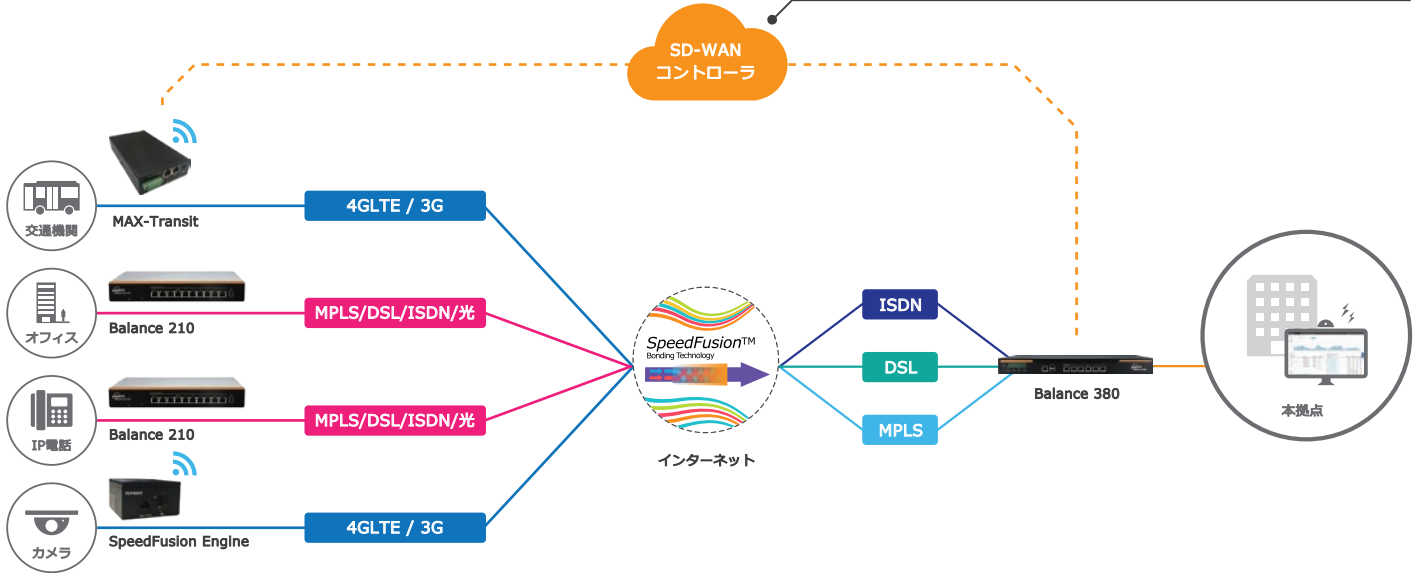 SD-WAN
コントローラ
交通機関
MAX-Transit
4GLTE / 3G
オフィス
Balance 210
MPLS/DSL/ISDN/光
IP電話
Balance 210
MPLS/DSL/ISDN/光
カメラ
SpeedFusion Engine
4GLTE / 3G
SpeedFusion™
Bonding Technology
インターネット
ISDN
DSL
MPLS
Balance 380
本拠点